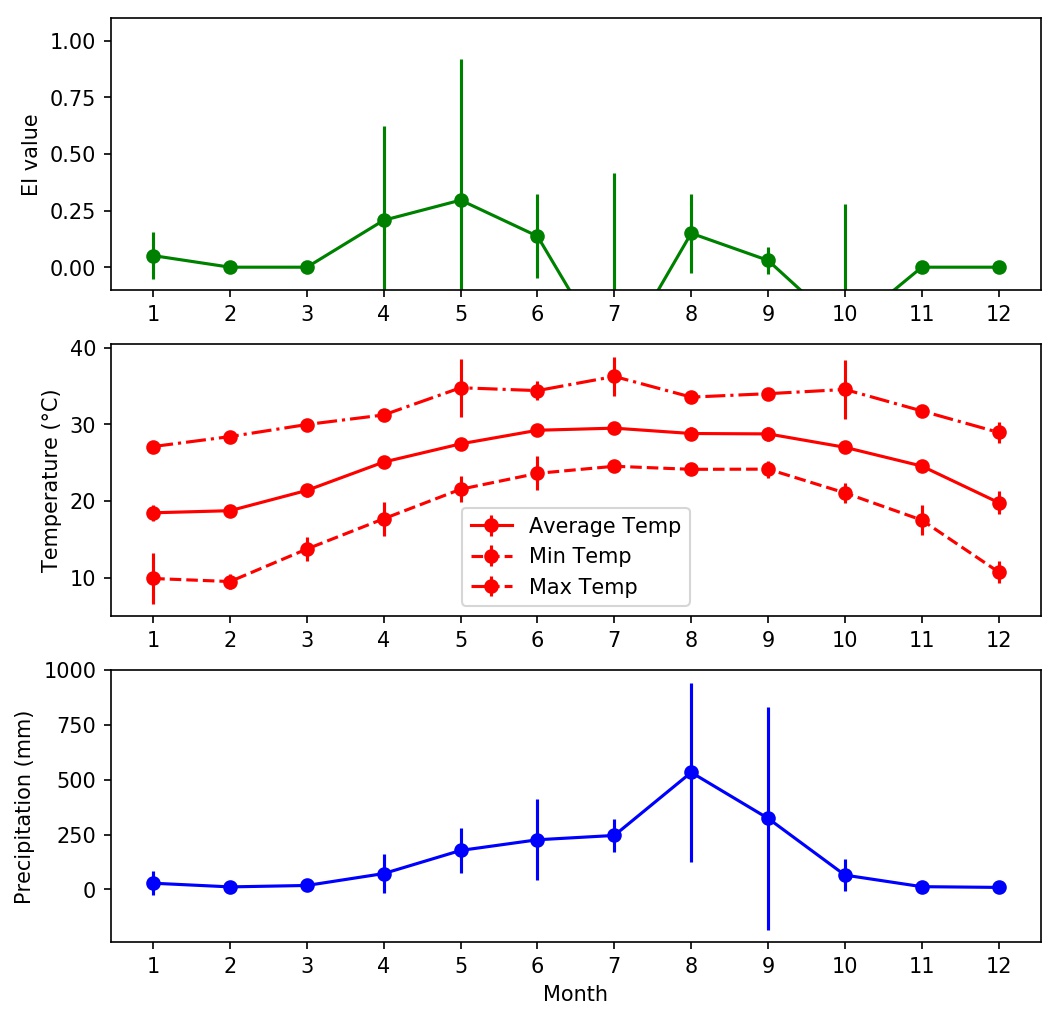 1.00
0.75
0.50
0.25
0.00
EI value
1 2 3 4 5 6 7 8 9 10 11 12
40
30
20
10
Temperature (°C)
Average Temp
Min Temp
Max Temp
1 2 3 4 5 6 7 8 9 10 11 12
1000
750
500
250
0
Precipitation (mm)
1 2 3 4 5 6 7 8 9 10 11 12
Month